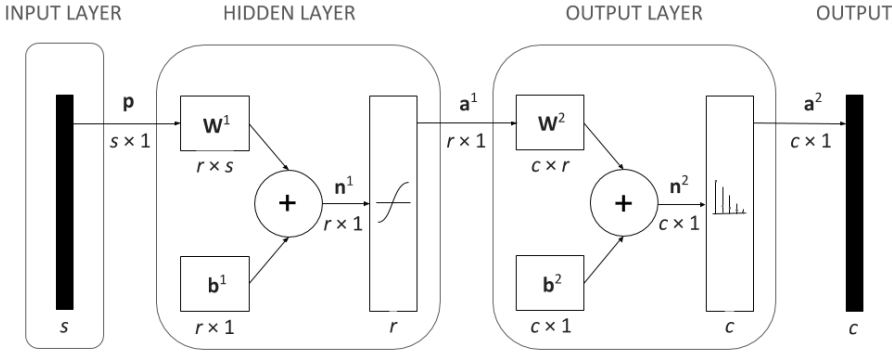 INPUT LAYER HIDDEN LAYER OUTPUT LAYER OUTPUT
p a¹ a²
W¹ W²
s × 1 r × 1 c × 1
r × s c × r
+ n¹ + n²
r × 1 c × 1
b¹ b²
s r × 1 r c × 1 c c